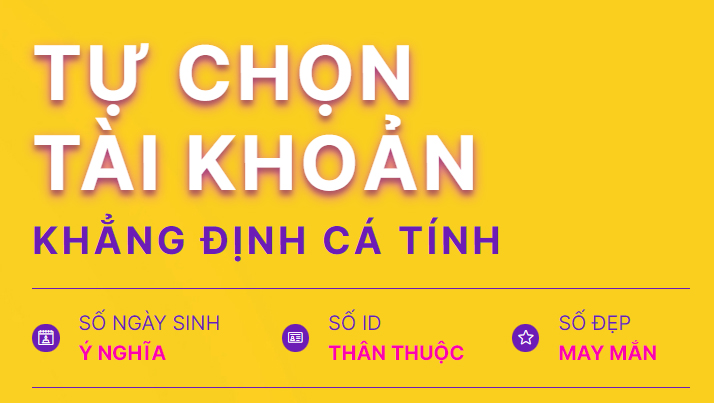 TỰ CHỌN
TÀI KHOẢN
KHẲNG ĐỊNH CÁ TÍNH
SỐ NGÀY SINH
Ý NGHĨA
SỐ ID
THÂN THUỘC
SỐ ĐẸP
MAY MẮN